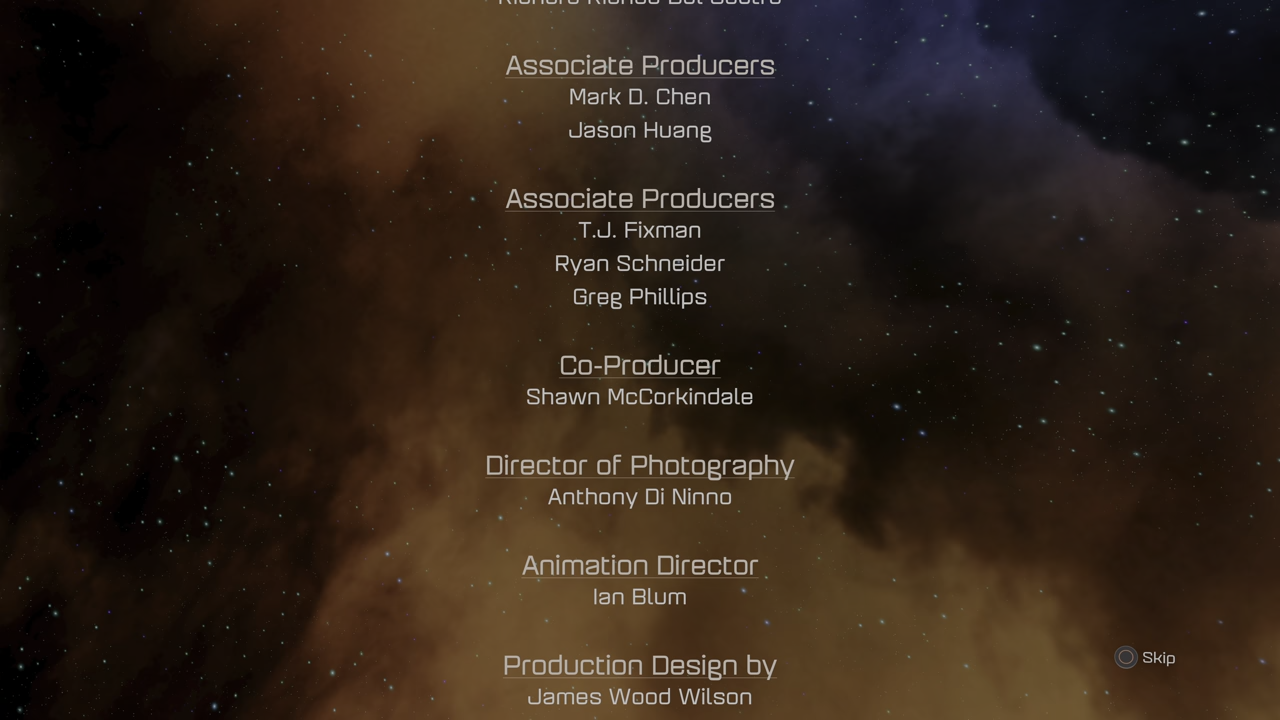 Associate Producers
Mark D. Chen
Jason Huang
Associate Producers
T.J. Fixman
Ryan Schneider
Greg Phillips
Co-Producer
Shawn McCorkindale
Director of Photography
Anthony Di Ninno
Animation Director
Ian Blum
Production Design by
James Wood Wilson
Skip